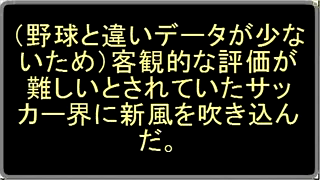 (野球と違いデータが少な
いため)客観的な評価が
難しいとされていたサッ
カー界に新風を吹き込ん
だ。